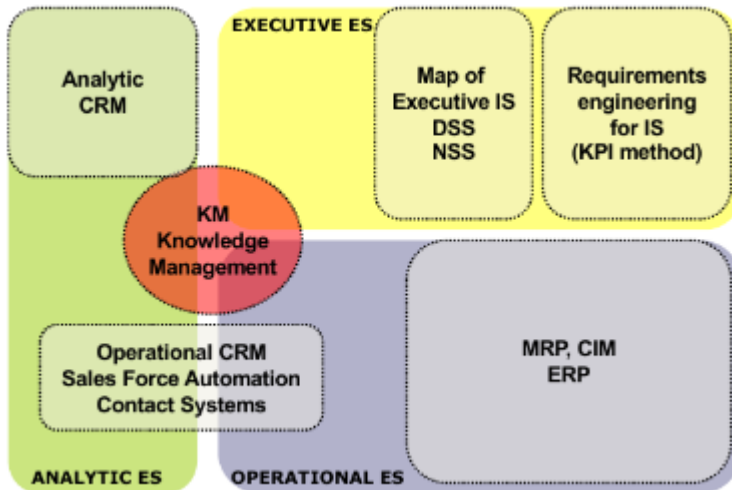 EXECUTIVE ES
Analytic
CRM
Map of
Executive IS
DSS
NSS
Requirements
engineering
for IS
(KPI method)
KM
Knowledge
Management
Operational CRM
Sales Force Automation
Contact Systems
MRP, CIM
ERP
ANALYTIC ES
OPERATIONAL ES